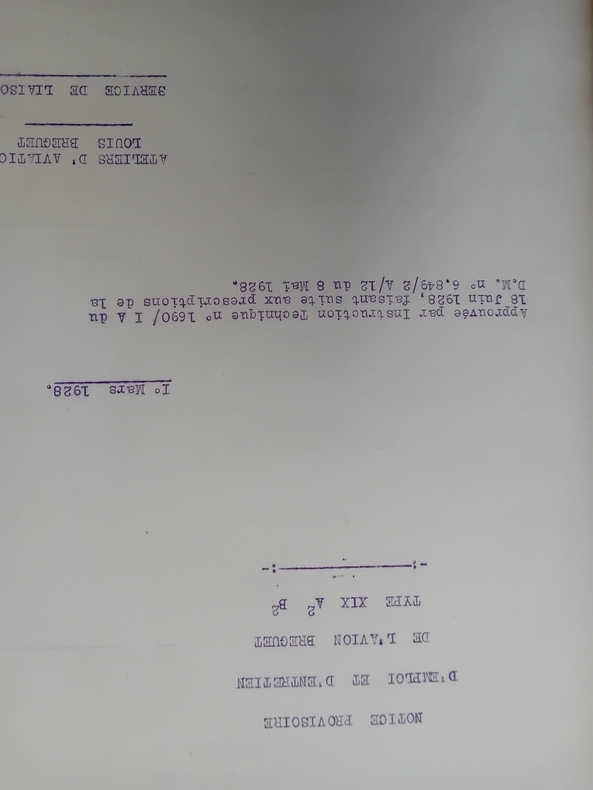 NOTICE PROVISOIRE
D'EMPLOI ET D'ENTRETIEN
DE L'AVION BREGUET
TYPE XIX A² B²
-:-:-
I° Mars 1928.
Approuvée par Instruction Technique n° 1690/ I A du
18 Juin 1928, faisant suite aux prescriptions de la
D.M. n° 6.849/2 A/12 du 8 Mai 1928.
ATELIERS D'AVIATIO
LOUIS BREGUET
SERVICE DE LIAISO